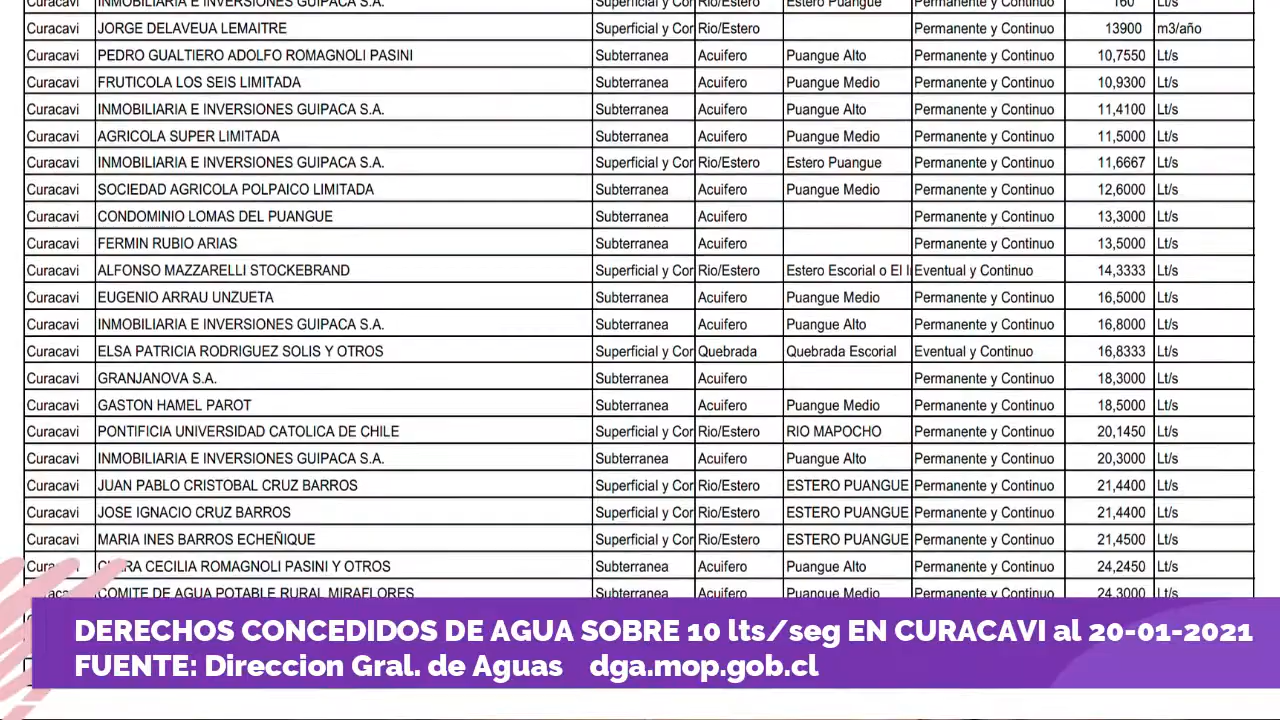 Curacavi INMOBILIARIA E INVERSIONES GUIPACA S.A. Superficial y Cor Rio/Estero Estero Puangue Permanente y Continuo 160 Lt/s
Curacavi JORGE DELAVEUA LEMAITRE Superficial y Cor Rio/Estero Permanente y Continuo 13900 m3/año
Curacavi PEDRO GUALTIERO ADOLFO ROMAGNOLI PASINI Subterranea Acuifero Puangue Alto Permanente y Continuo 10,7550 Lt/s
Curacavi FRUTICOLA LOS SEIS LIMITADA Subterranea Acuifero Puangue Medio Permanente y Continuo 10,9300 Lt/s
Curacavi INMOBILIARIA E INVERSIONES GUIPACA S.A. Subterranea Acuifero Puangue Alto Permanente y Continuo 11,4100 Lt/s
Curacavi AGRICOLA SUPER LIMITADA Subterranea Acuifero Puangue Medio Permanente y Continuo 11,5000 Lt/s
Curacavi INMOBILIARIA E INVERSIONES GUIPACA S.A. Superficial y Cor Rio/Estero Estero Puangue Permanente y Continuo 11,6667 Lt/s
Curacavi SOCIEDAD AGRICOLA POLPAICO LIMITADA Subterranea Acuifero Puangue Medio Permanente y Continuo 12,6000 Lt/s
Curacavi CONDOMINIO LOMAS DEL PUANGUE Subterranea Acuifero Permanente y Continuo 13,3000 Lt/s
Curacavi FERMIN RUBIO ARIAS Subterranea Acuifero Permanente y Continuo 13,5000 Lt/s
Curacavi ALFONSO MAZZARELLI STOCKEBRAND Superficial y Cor Rio/Estero Estero Escorial o El I Eventual y Continuo 14,3333 Lt/s
Curacavi EUGENIO ARRAU UNZUETA Subterranea Acuifero Puangue Medio Permanente y Continuo 16,5000 Lt/s
Curacavi INMOBILIARIA E INVERSIONES GUIPACA S.A. Subterranea Acuifero Puangue Alto Permanente y Continuo 16,8000 Lt/s
Curacavi ELSA PATRICIA RODRIGUEZ SOLIS Y OTROS Superficial y Cor Quebrada Quebrada Escorial Eventual y Continuo 16,8333 Lt/s
Curacavi GRANJANOVA S.A. Subterranea Acuifero Permanente y Continuo 18,3000 Lt/s
Curacavi GASTON HAMEL PAROT Subterranea Acuifero Puangue Medio Permanente y Continuo 18,5000 Lt/s
Curacavi PONTIFICIA UNIVERSIDAD CATOLICA DE CHILE Superficial y Cor Rio/Estero RIO MAPOCHO Permanente y Continuo 20,1450 Lt/s
Curacavi INMOBILIARIA E INVERSIONES GUIPACA S.A. Subterranea Acuifero Puangue Alto Permanente y Continuo 20,3000 Lt/s
Curacavi JUAN PABLO CRISTOBAL CRUZ BARROS Superficial y Cor Rio/Estero ESTERO PUANGUE Permanente y Continuo 21,4400 Lt/s
Curacavi JOSE IGNACIO CRUZ BARROS Superficial y Cor Rio/Estero ESTERO PUANGUE Permanente y Continuo 21,4400 Lt/s
Curacavi MARIA INES BARROS ECHEÑIQUE Superficial y Cor Rio/Estero ESTERO PUANGUE Permanente y Continuo 21,4500 Lt/s
CECILIA ROMAGNOLI PASINI Y OTROS Subterranea Acuifero Puangue Alto Permanente y Continuo 24,2450 Lt/s
COMITE DE AGUA POTABLE RURAL MIRAFLORES Subterranea Acuifero Puangue Medio Permanente y Continuo 24,3000 Lt/s
DERECHOS CONCEDIDOS DE AGUA SOBRE 10 lts/seg EN CURACAVI al 20-01-2021
FUENTE: Direccion Gral. de Aguas dga.mop.gob.cl